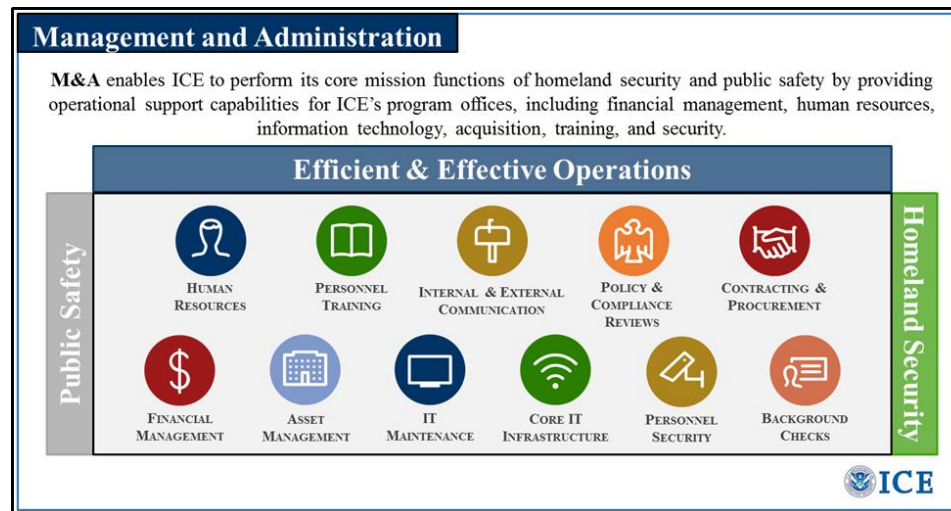 Management and Administration
M&A enables ICE to perform its core mission functions of homeland security and public safety by providing
operational support capabilities for ICE's program offices, including financial management, human resources,
information technology, acquisition, training, and security.
Efficient & Effective Operations
Public Safety
HUMAN
RESOURCES
PERSONNEL
TRAINING
INTERNAL & EXTERNAL
COMMUNICATION
POLICY &
COMPLIANCE
REVIEWS
CONTRACTING &
PROCUREMENT
FINANCIAL
MANAGEMENT
ASSET
MANAGEMENT
IT
MAINTENANCE
CORE IT
INFRASTRUCTURE
PERSONNEL
SECURITY
BACKGROUND
CHECKS
Homeland Security
ICE